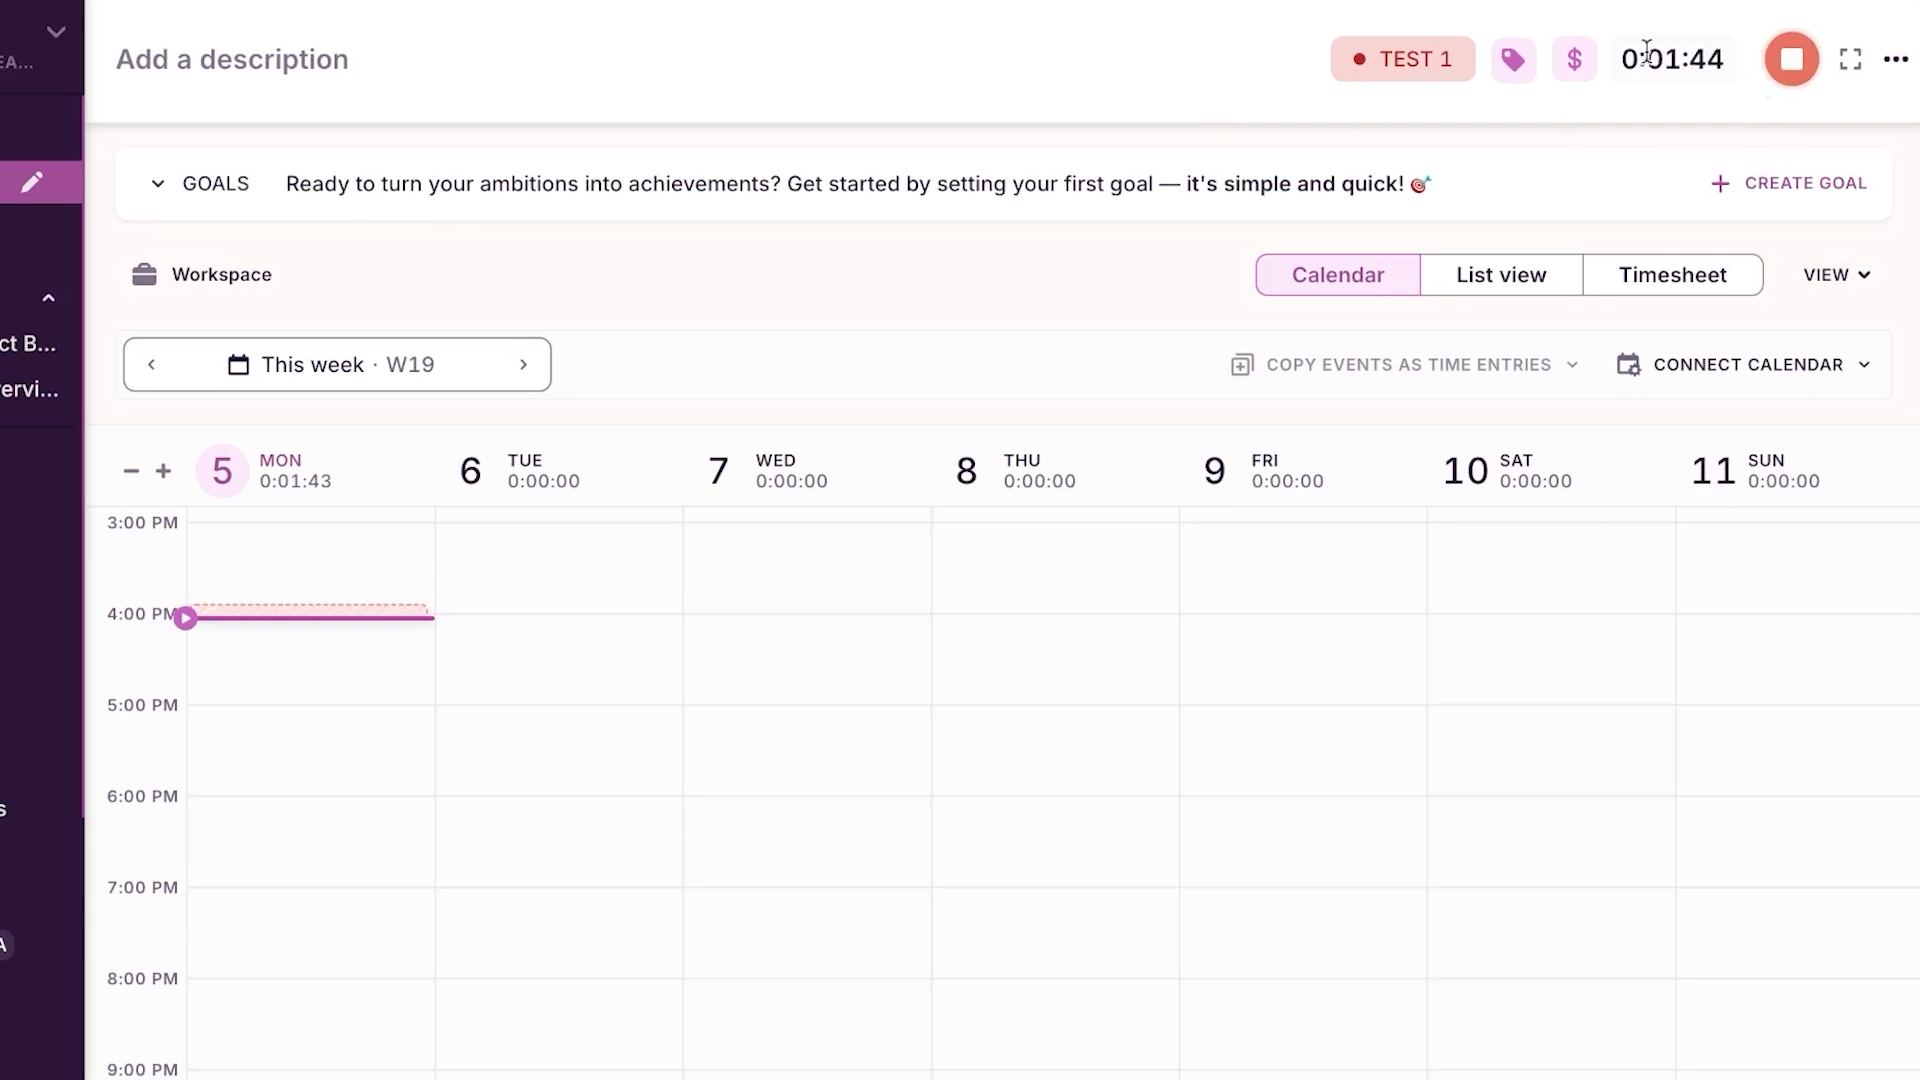 EA...
ct B...
ervi...
s
A
Add a description
TEST 1
$
0:01:44
GOALS
Ready to turn your ambitions into achievements? Get started by setting your first goal — it's simple and quick! 🎯
+ CREATE GOAL
Workspace
Calendar
List view
Timesheet
VIEW
This week · W19
COPY EVENTS AS TIME ENTRIES
CONNECT CALENDAR
5 MON 0:01:43
6 TUE 0:00:00
7 WED 0:00:00
8 THU 0:00:00
9 FRI 0:00:00
10 SAT 0:00:00
11 SUN 0:00:00
3:00 PM
4:00 PM
5:00 PM
6:00 PM
7:00 PM
8:00 PM
9:00 PM